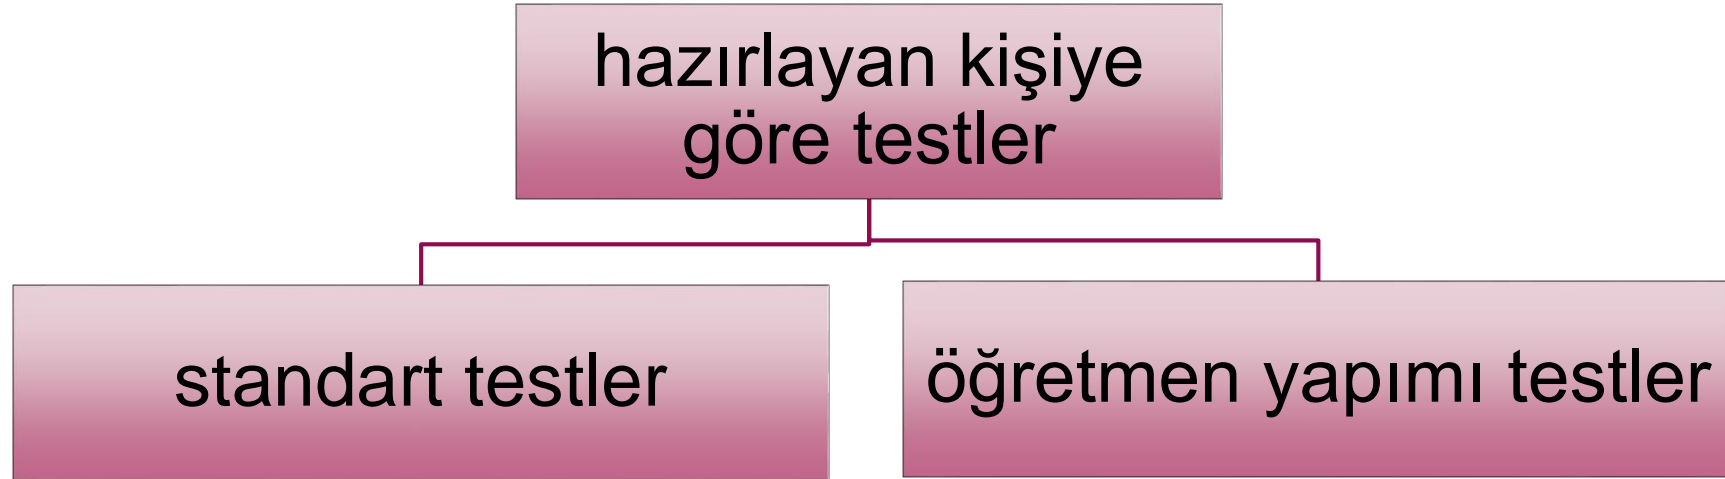 hazırlayan kişiye
göre testler
standart testler
öğretmen yapımı testler